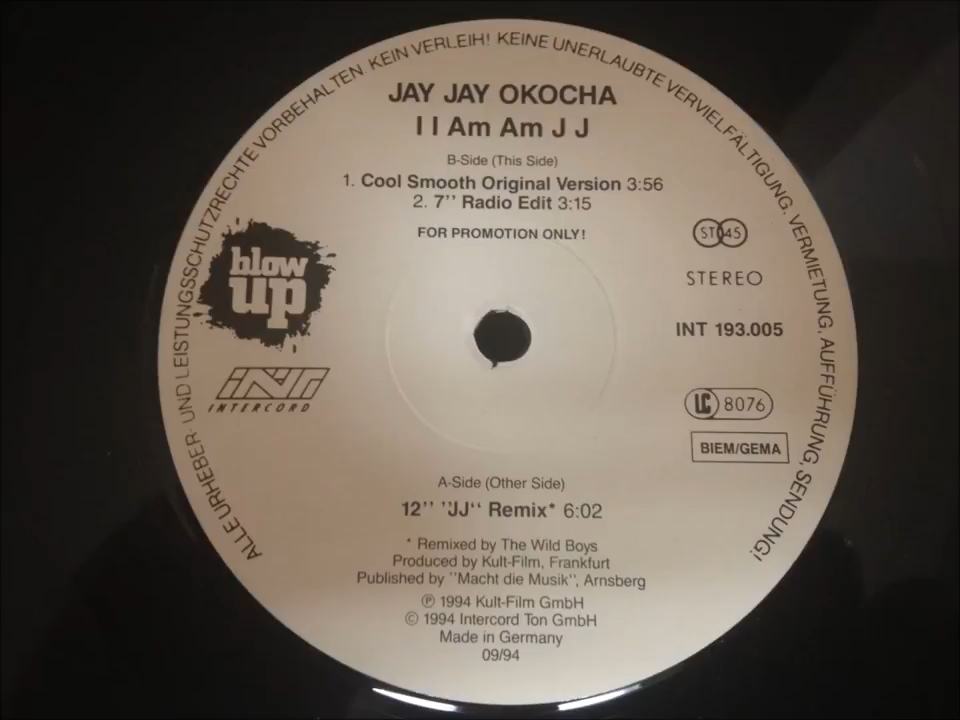 ALLE URHEBER- UND LEISTUNGSSCHUTZRECHTE VORBEHALTEN KEIN VERLEIH! KEINE UNERLAUBTE VERVIELFÄLTIGUNG, VERMIETUNG, AUFFÜHRUNG, SENDUNG!
JAY JAY OKOCHA
I I Am Am J J
B-Side (This Side)
1. Cool Smooth Original Version 3:56
2. 7'' Radio Edit 3:15
FOR PROMOTION ONLY!
blow
up
INT
INTERCORD
ST 45
STEREO
INT 193.005
LC 8076
BIEM/GEMA
A-Side (Other Side)
12'' ''JJ'' Remix* 6:02
* Remixed by The Wild Boys
Produced by Kult-Film, Frankfurt
Published by ''Macht die Musik'', Arnsberg
℗ 1994 Kult-Film GmbH
© 1994 Intercord Ton GmbH
Made in Germany
09/94